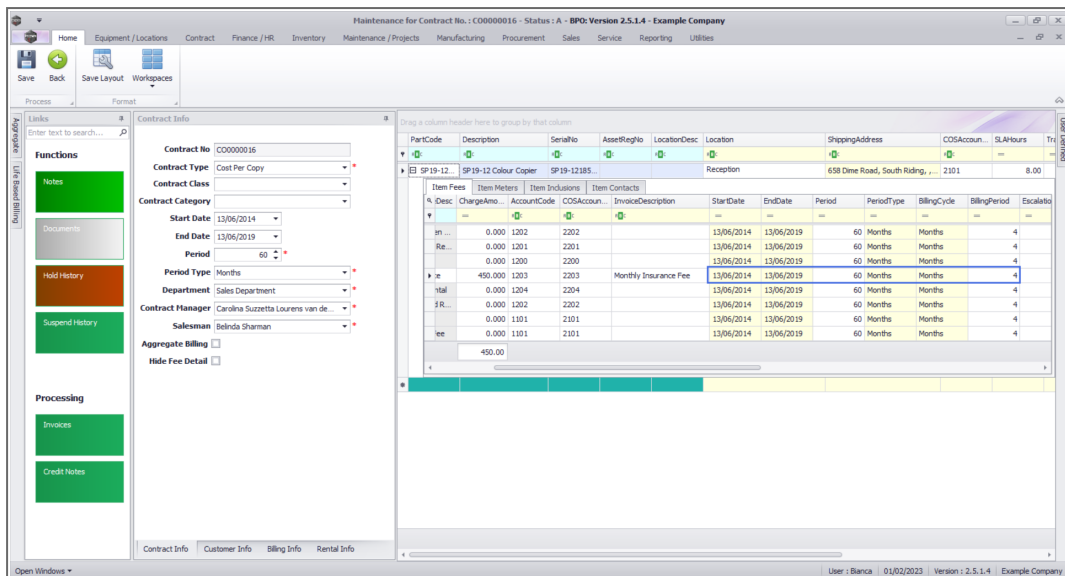 Maintenance for Contract No. : CO0000016 - Status : A - BPO: Version 2.5.1.4 - Example Company
Home Equipment / Locations Contract Finance / HR Inventory Maintenance / Projects Manufacturing Procurement Sales Service Reporting Utilities
Save Back Save Layout Workspaces
Process Format
Aggregate
Life Based Billing
Links
Enter text to search...
Functions
Notes
Documents
Hold History
Suspend History
Processing
Invoices
Credit Notes
Contract Info
Contract No CO0000016
Contract Type Cost Per Copy *
Contract Class
Contract Category
Start Date 13/06/2014
End Date 13/06/2019
Period 60 *
Period Type Months *
Department Sales Department *
Contract Manager Carolina Suzzetta Lourens van de... *
Salesman Belinda Sharman *
Aggregate Billing
Hide Fee Detail
Contract Info Customer Info Billing Info Rental Info
Drag a column header here to group by that column
PartCode Description SerialNo AssetRegNo LocationDesc Location ShippingAddress COSAccoun... SLAHours Tr
SP19-12... SP19-12 Colour Copier SP19-12185... Reception 658 Dime Road, South Riding, ,... 2101 8.00
Item Fees Item Meters Item Inclusions Item Contacts
Desc ChargeAmo... AccountCode COSAccoun... InvoiceDescription StartDate EndDate Period PeriodType BillingCycle BillingPeriod Escalatio
en ... 0.000 1202 2202 13/06/2014 13/06/2019 60 Months Months 4
Re... 0.000 1201 2201 13/06/2014 13/06/2019 60 Months Months 4
0.000 1200 2200 13/06/2014 13/06/2019 60 Months Months 4
ce 450.000 1203 2203 Monthly Insurance Fee 13/06/2014 13/06/2019 60 Months Months 4
ntal 0.000 1204 2204 13/06/2014 13/06/2019 60 Months Months 4
d R... 0.000 1202 2202 13/06/2014 13/06/2019 60 Months Months 4
0.000 1101 2101 13/06/2014 13/06/2019 60 Months Months 4
ee 0.000 1101 2101 13/06/2014 13/06/2019 60 Months Months 4
450.00
User Defined
Open Windows
User : Bianca 01/02/2023 Version : 2.5.1.4 Example Company